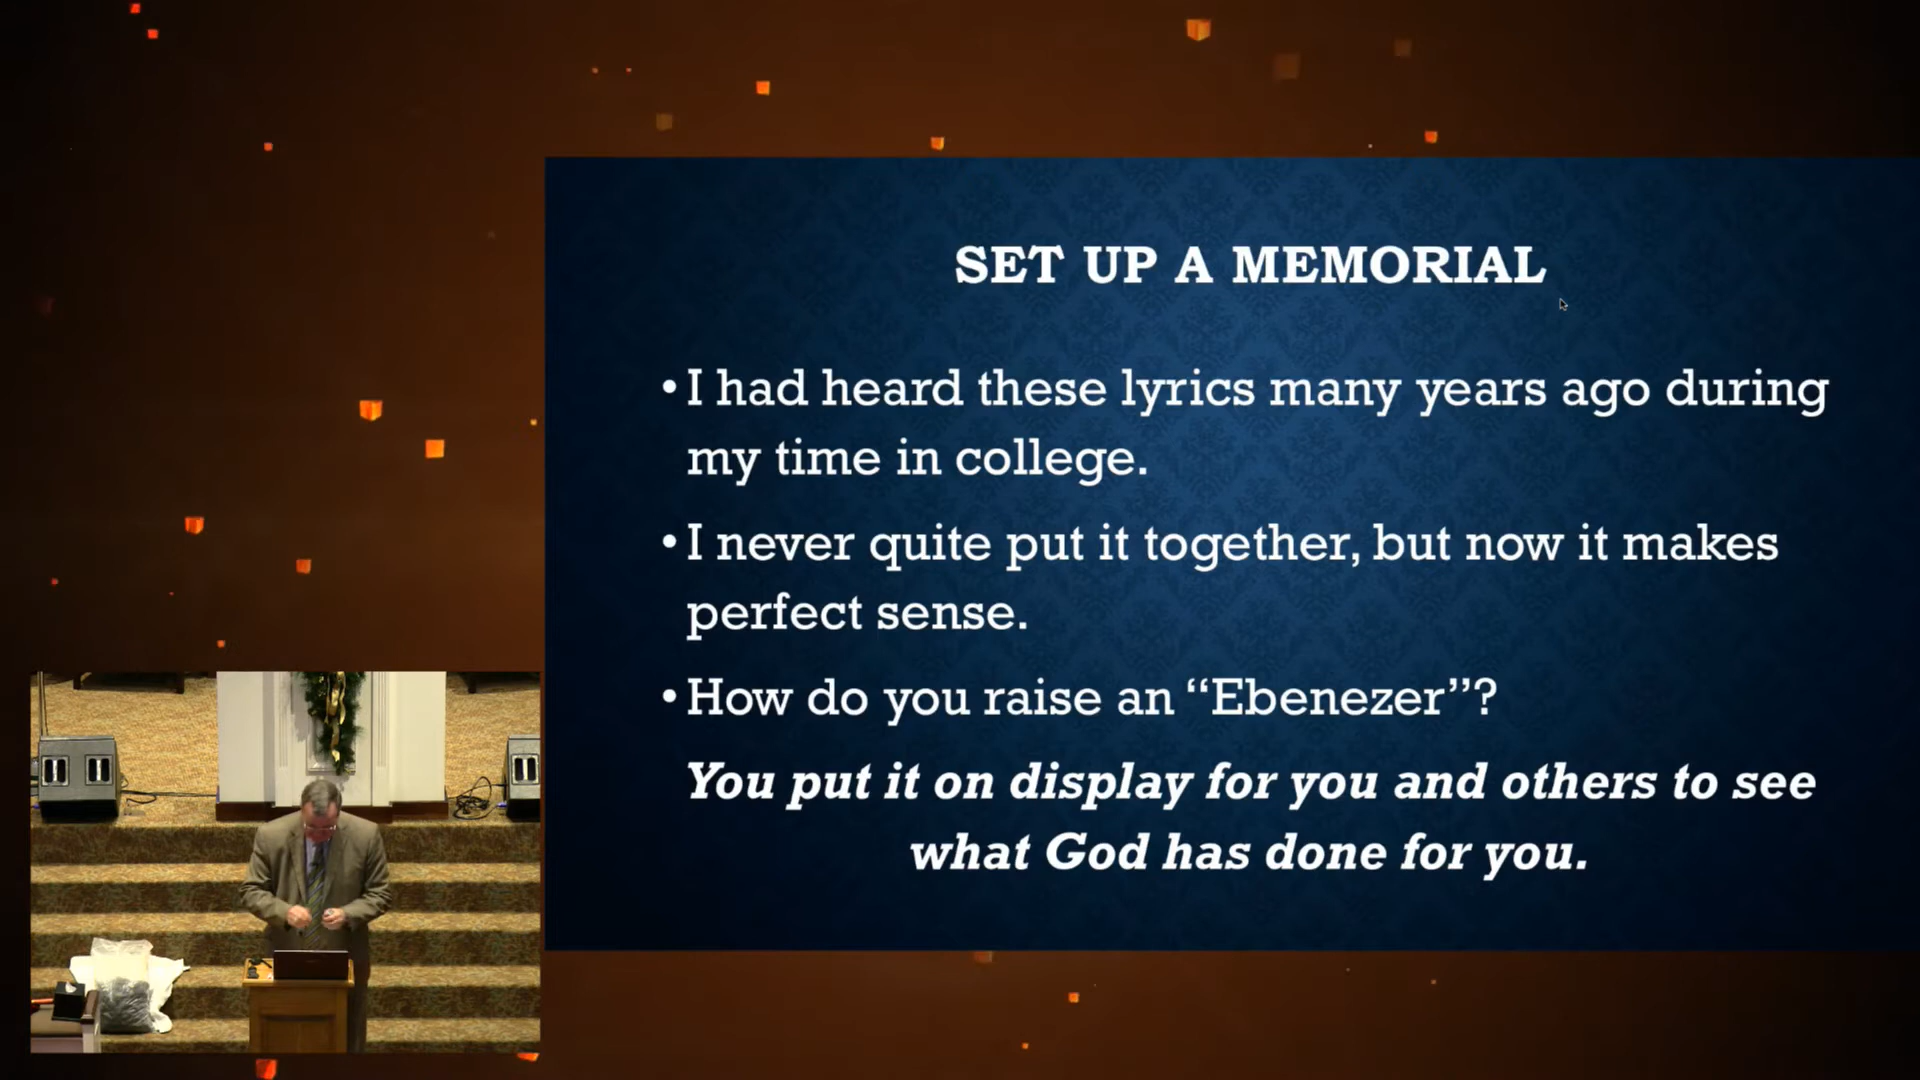 SET UP A MEMORIAL
• I had heard these lyrics many years ago during
my time in college.
• I never quite put it together, but now it makes
perfect sense.
• How do you raise an “Ebenezer”?
You put it on display for you and others to see
what God has done for you.